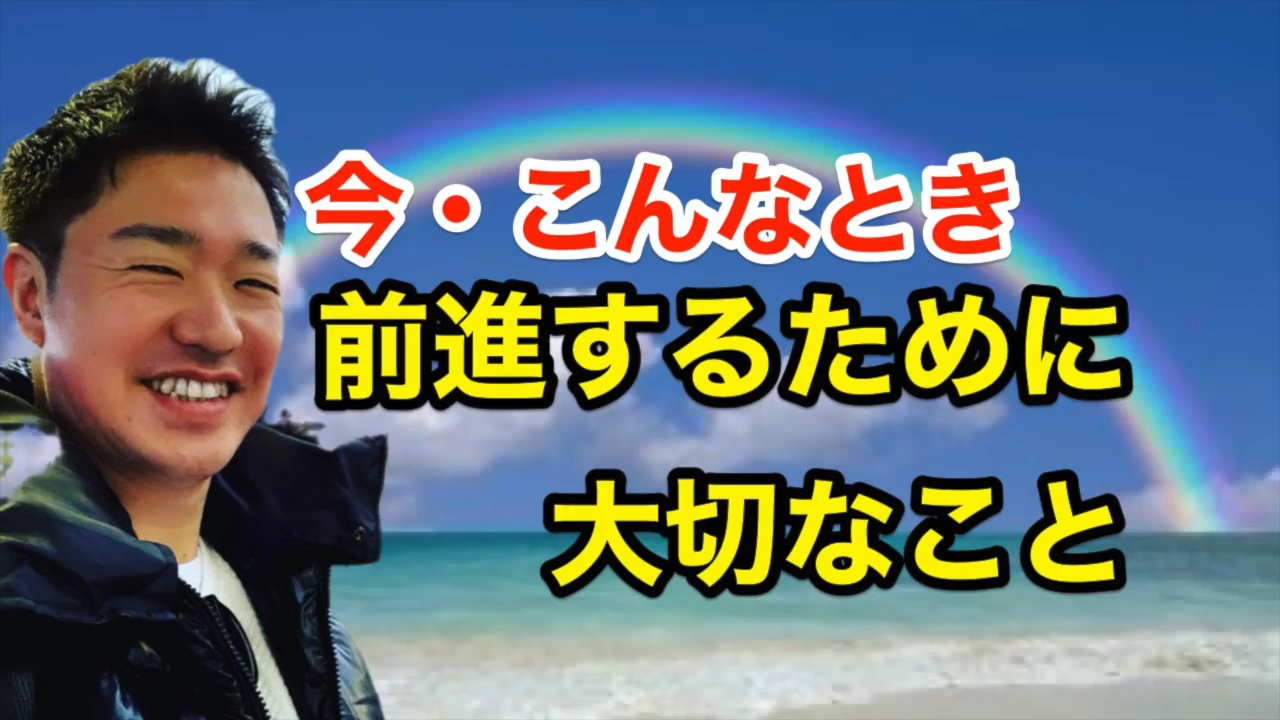 今・こんなとき
前進するために
大切なこと